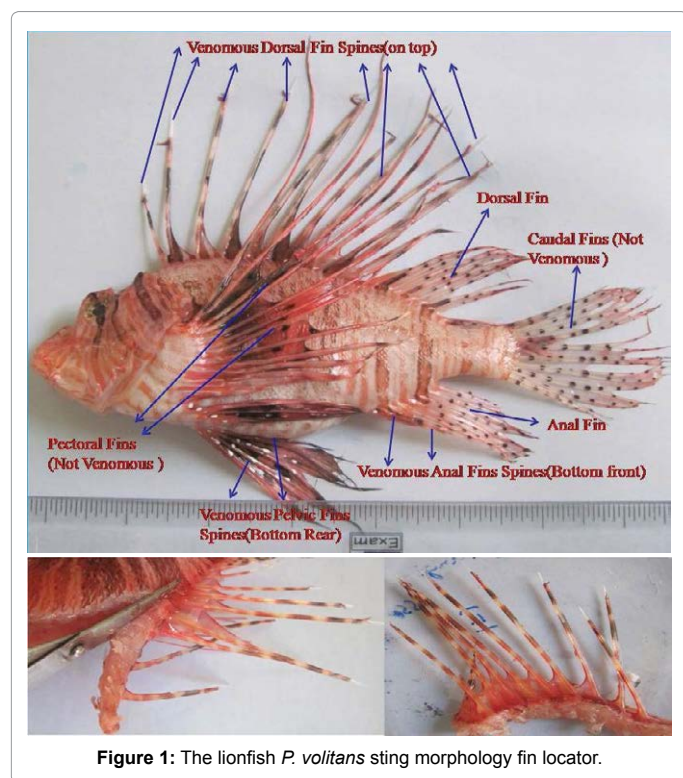 Venomous Dorsal Fin Spines(on top)
Dorsal Fin
Caudal Fins (Not
Venomous )
Pectoral Fins
(Not Venomous )
Anal Fin
Venomous Anal Fins Spines(Bottom front)
Venomous Pelvic Fins
Spines(Bottom Rear)
Exam
Figure 1: The lionfish P. volitans sting morphology fin locator.